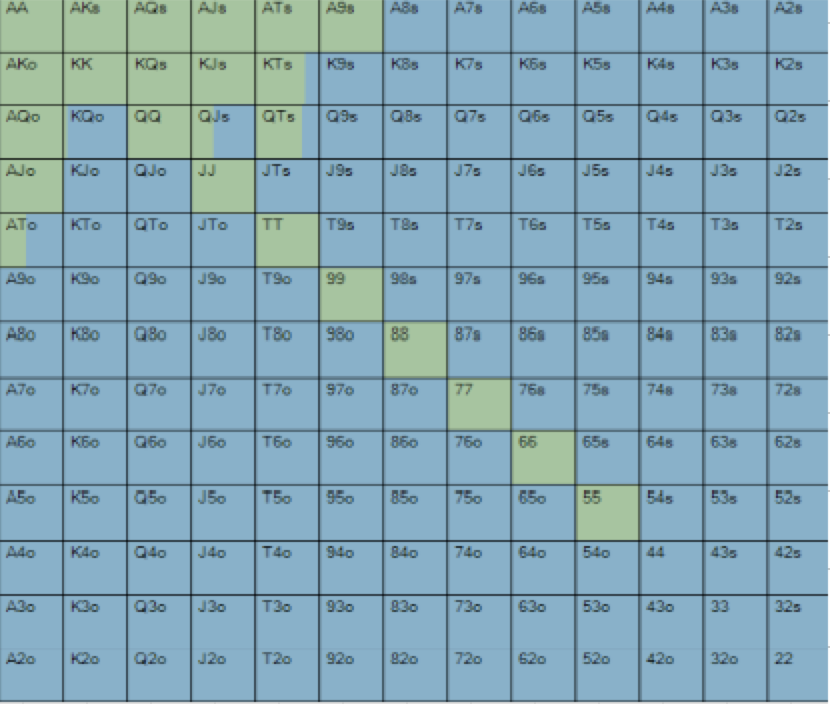 AA AKs AQs AJs ATs A9s A8s A7s A6s A5s A4s A3s A2s
AKo KK KQs KJs KTs K9s K8s K7s K6s K5s K4s K3s K2s
AQo KQo QQ QJs QTs Q9s Q8s Q7s Q6s Q5s Q4s Q3s Q2s
AJo KJo QJo JJ JTs J9s J8s J7s J6s J5s J4s J3s J2s
ATo KTo QTo JTo TT T9s T8s T7s T6s T5s T4s T3s T2s
A9o K9o Q9o J9o T9o 99 98s 97s 96s 95s 94s 93s 92s
A8o K8o Q8o J8o T8o 98o 88 87s 86s 85s 84s 83s 82s
A7o K7o Q7o J7o T7o 97o 87o 77 76s 75s 74s 73s 72s
A6o K6o Q6o J6o T6o 96o 86o 76o 66 65s 64s 63s 62s
A5o K5o Q5o J5o T5o 95o 85o 75o 65o 55 54s 53s 52s
A4o K4o Q4o J4o T4o 94o 84o 74o 64o 54o 44 43s 42s
A3o K3o Q3o J3o T3o 93o 83o 73o 63o 53o 43o 33 32s
A2o K2o Q2o J2o T2o 92o 82o 72o 62o 52o 42o 32o 22